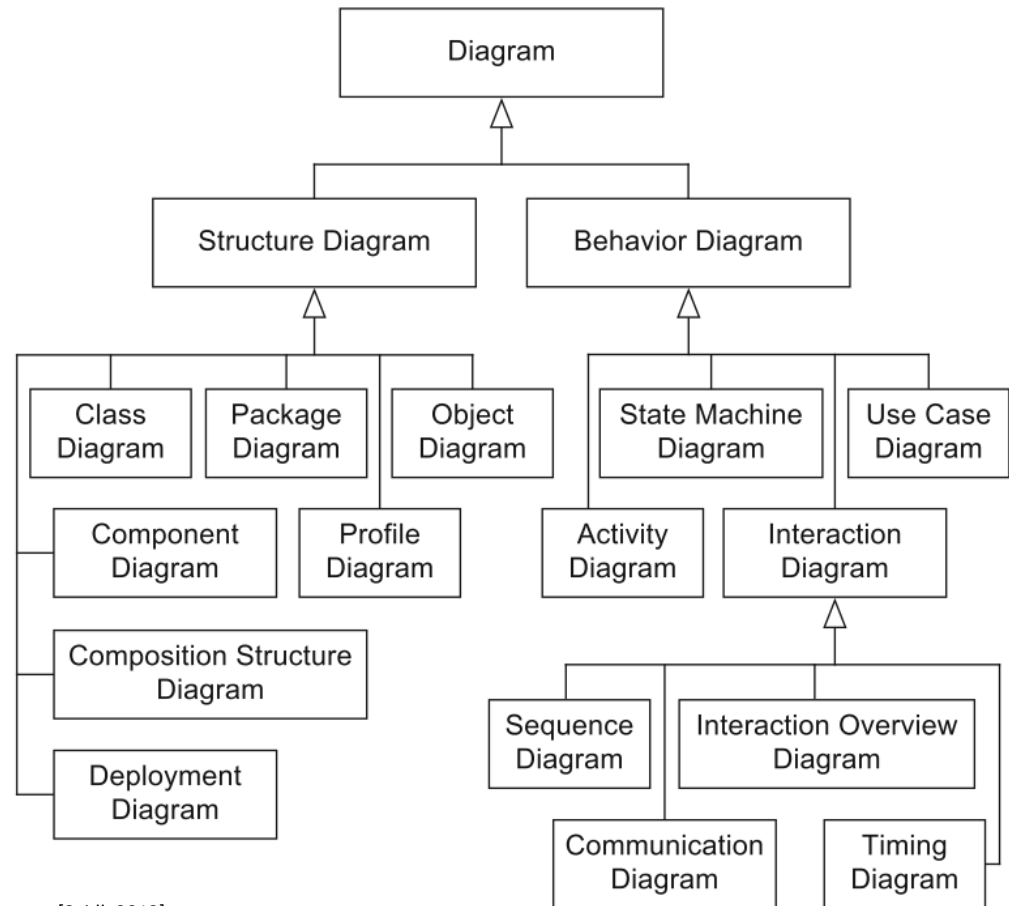 Diagram
Structure Diagram
Behavior Diagram
Class
Diagram
Package
Diagram
Object
Diagram
State Machine
Diagram
Use Case
Diagram
Component
Diagram
Profile
Diagram
Activity
Diagram
Interaction
Diagram
Composition Structure
Diagram
Sequence
Diagram
Interaction Overview
Diagram
Deployment
Diagram
Communication
Diagram
Timing
Diagram